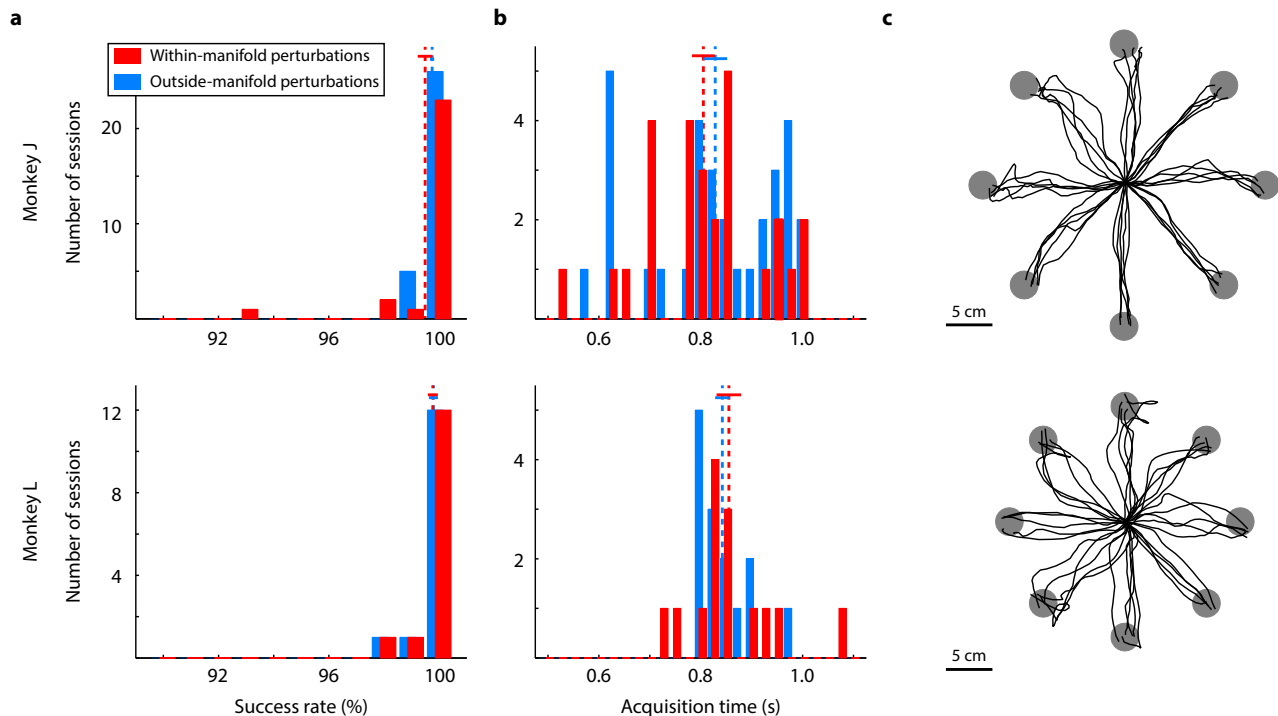 a
b
c
Within-manifold perturbations
Outside-manifold perturbations
Monkey J
Number of sessions
20
10
92
96
100
4
2
0.6
0.8
1.0
5 cm
Monkey L
Number of sessions
12
8
4
92
96
100
Success rate (%)
4
2
0.6
0.8
1.0
Acquisition time (s)
5 cm